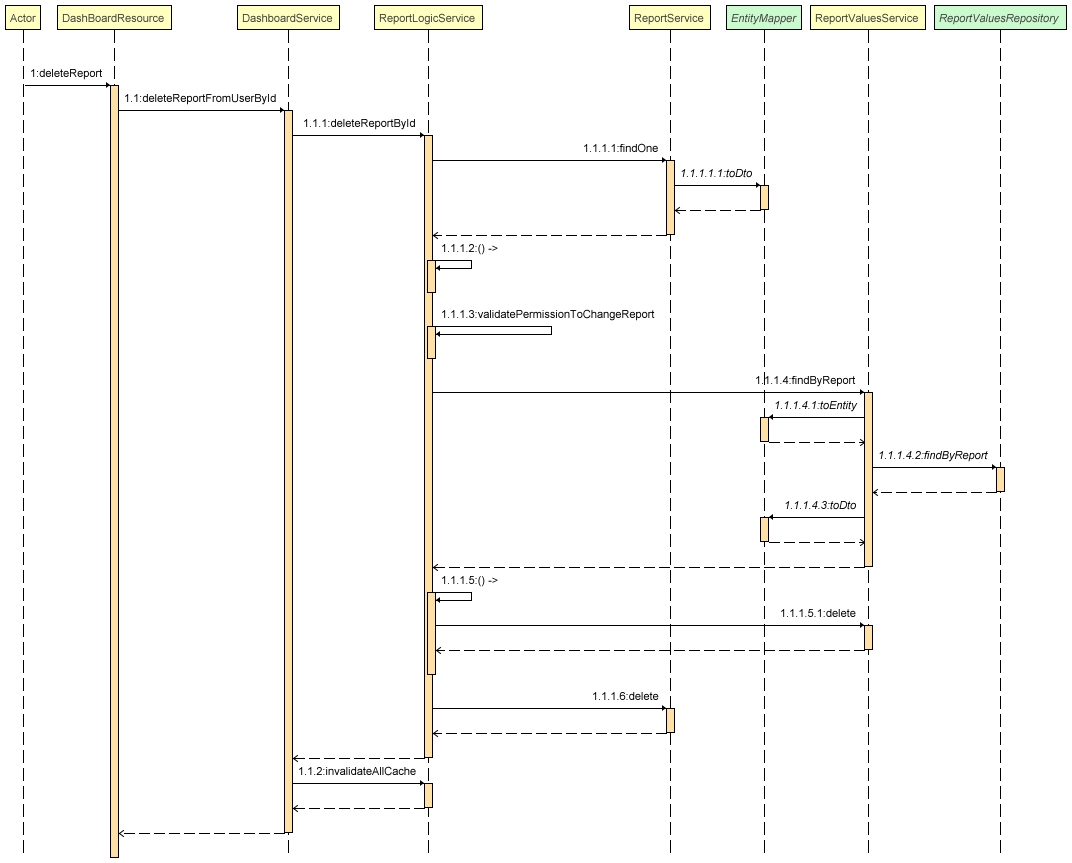 Actor DashBoardResource DashboardService ReportLogicService ReportService EntityMapper ReportValuesService ReportValuesRepository
1:deleteReport
1.1:deleteReportFromUserById
1.1.1:deleteReportById
1.1.1.1:findOne
1.1.1.1.1:toDto
1.1.1.2:() ->
1.1.1.3:validatePermissionToChangeReport
1.1.1.4:findByReport
1.1.1.4.1:toEntity
1.1.1.4.2:findByReport
1.1.1.4.3:toDto
1.1.1.5:() ->
1.1.1.5.1:delete
1.1.1.6:delete
1.1.2:invalidateAllCache